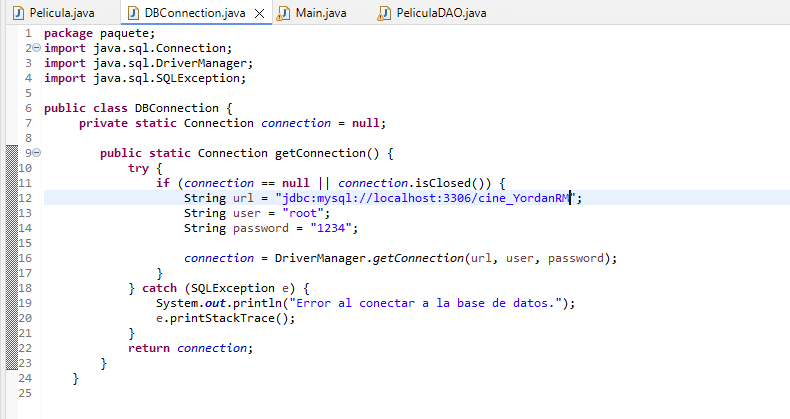 Pelicula.java DBConnection.java Main.java PeliculaDAO.java
1 package paquete;
2 import java.sql.Connection;
3 import java.sql.DriverManager;
4 import java.sql.SQLException;
5
6 public class DBConnection {
7 private static Connection connection = null;
8
9 public static Connection getConnection() {
10 try {
11 if (connection == null || connection.isClosed()) {
12 String url = "jdbc:mysql://localhost:3306/cine_YordanRM";
13 String user = "root";
14 String password = "1234";
15
16 connection = DriverManager.getConnection(url, user, password);
17 }
18 } catch (SQLException e) {
19 System.out.println("Error al conectar a la base de datos.");
20 e.printStackTrace();
21 }
22 return connection;
23 }
24 }
25